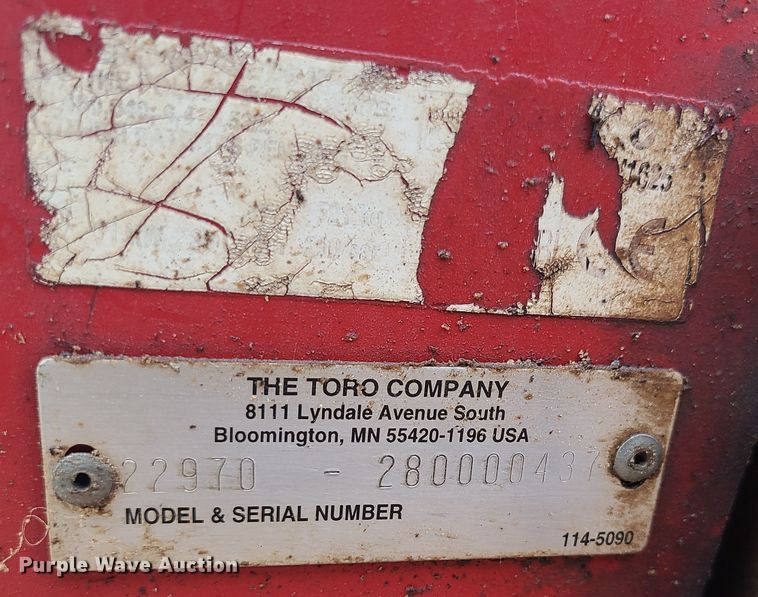 1625
THE TORO COMPANY
8111 Lyndale Avenue South
Bloomington, MN 55420-1196 USA
22970 - 280000437
MODEL & SERIAL NUMBER
114-5090
Purple Wave Auction